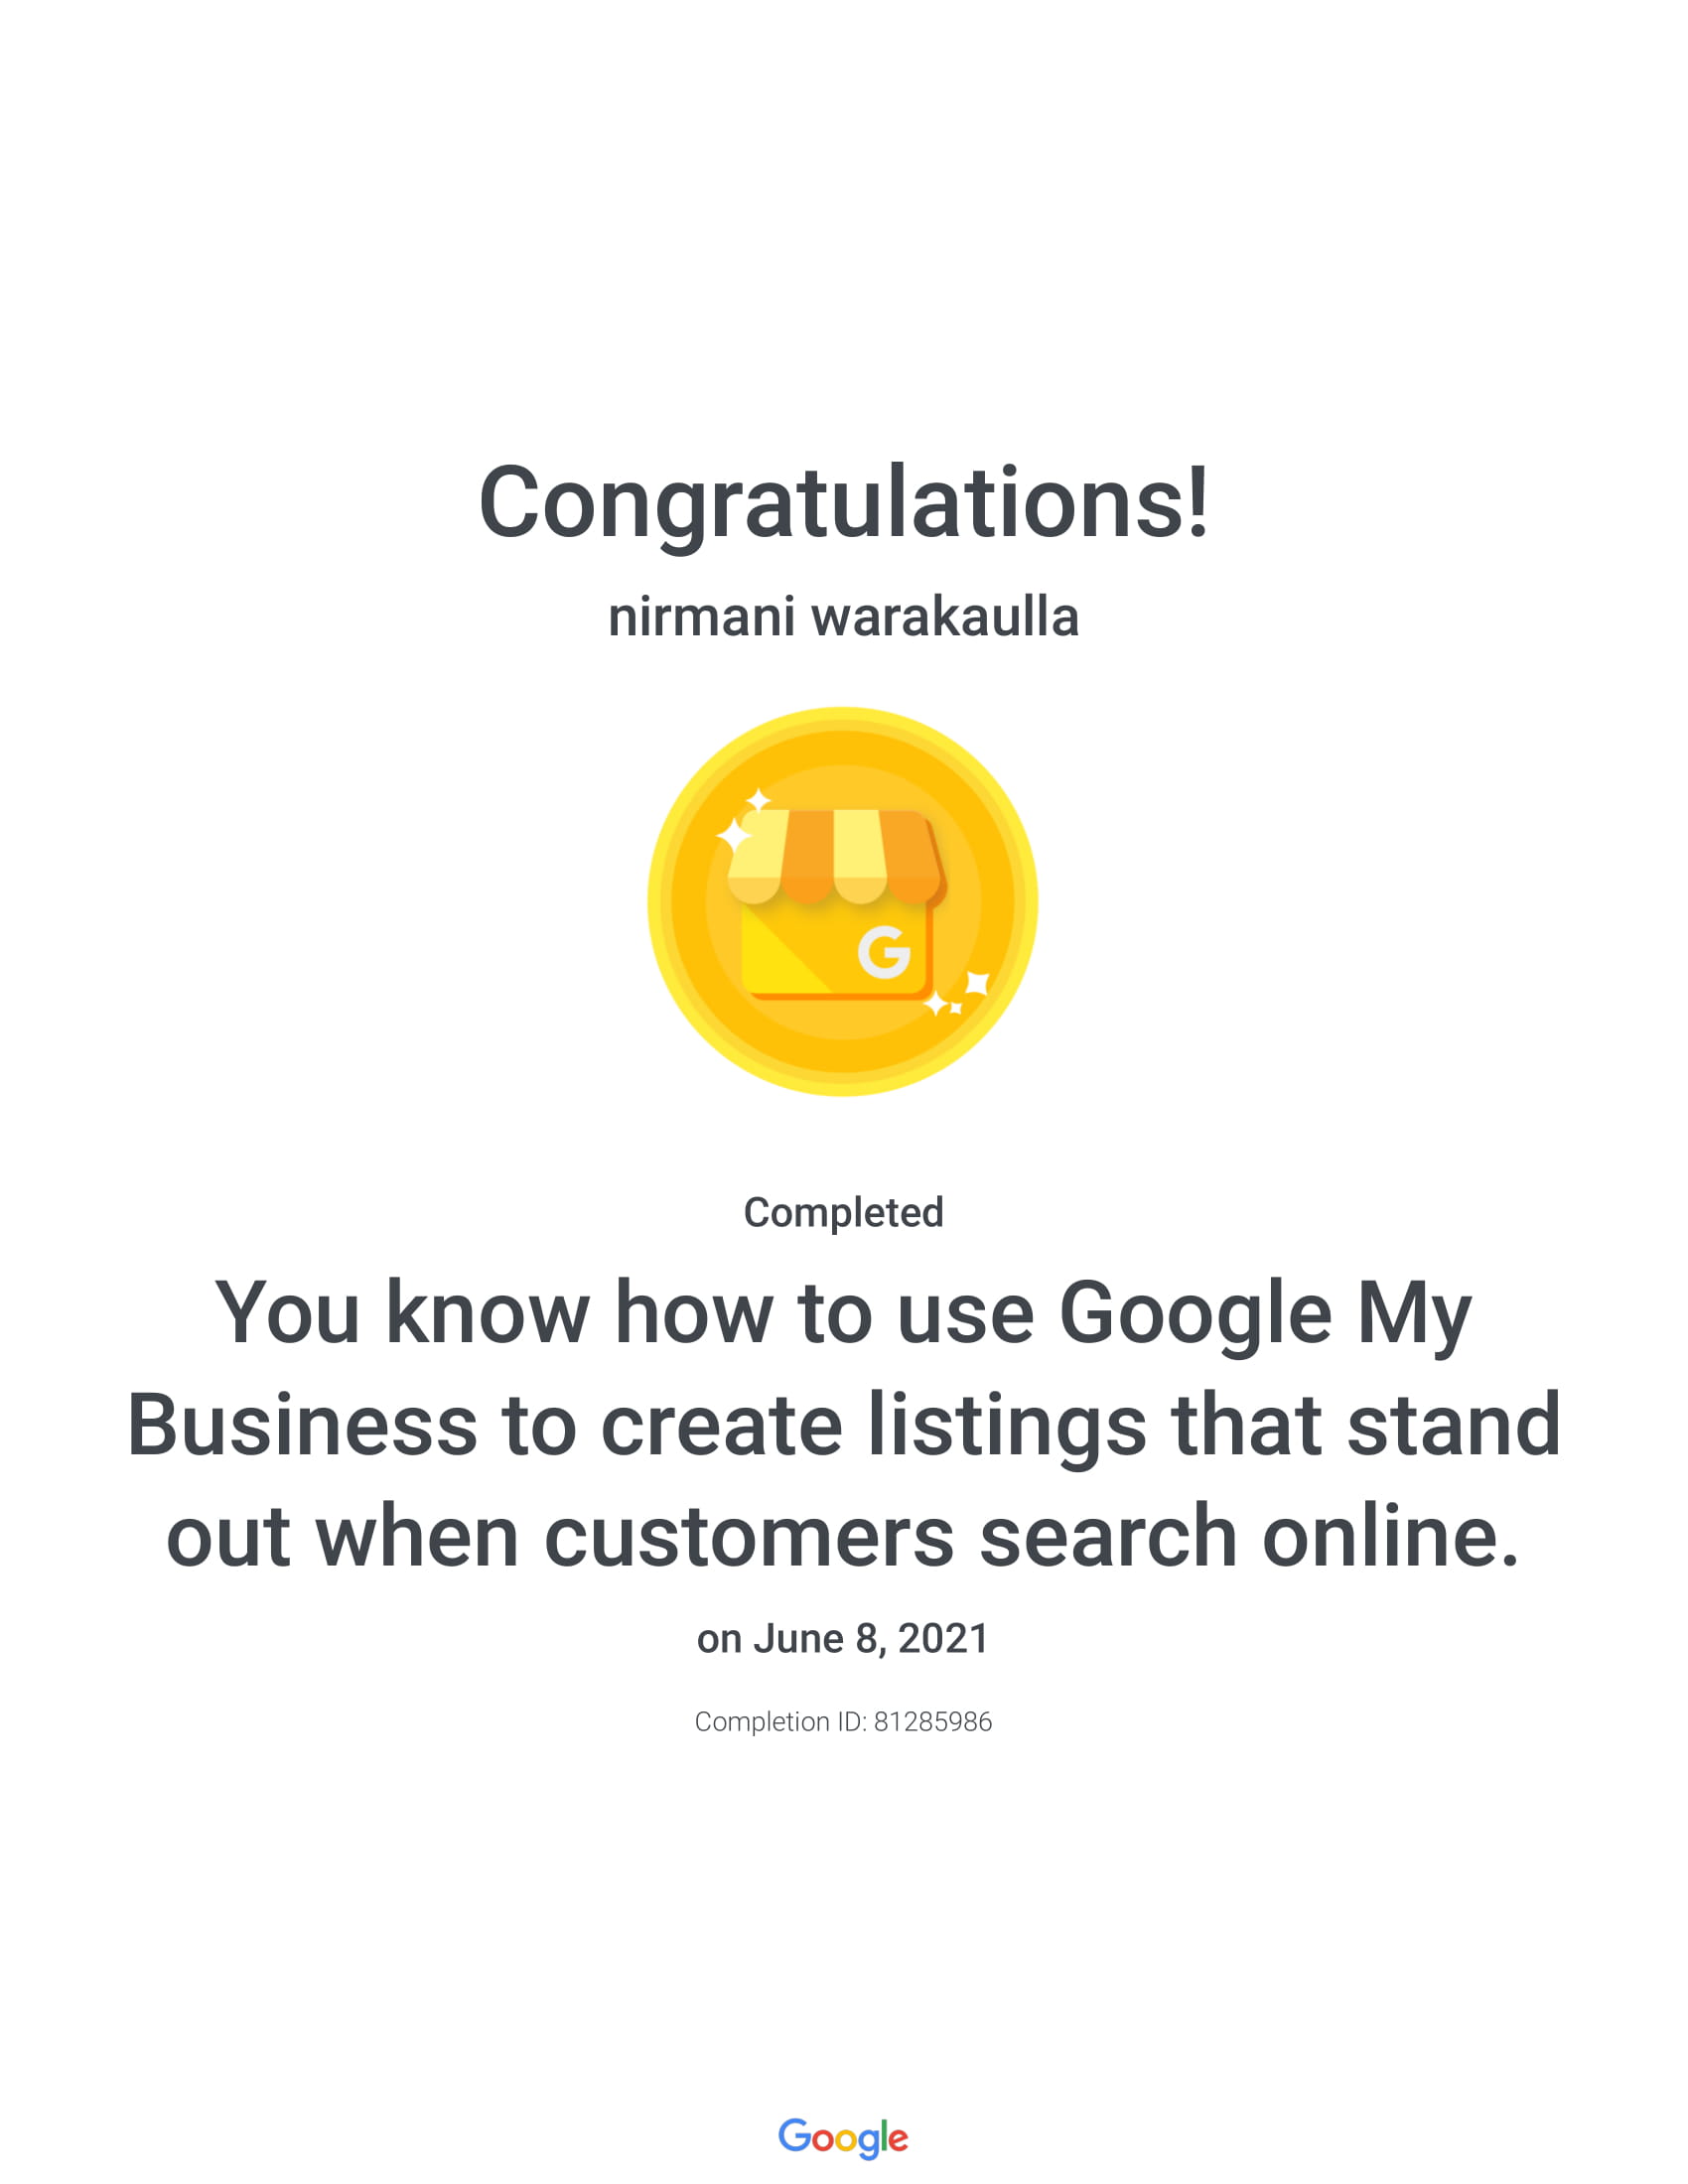 Congratulations!
nirmani warakaulla
G
Completed
You know how to use Google My
Business to create listings that stand
out when customers search online.
on June 8, 2021
Completion ID: 81285986
Google